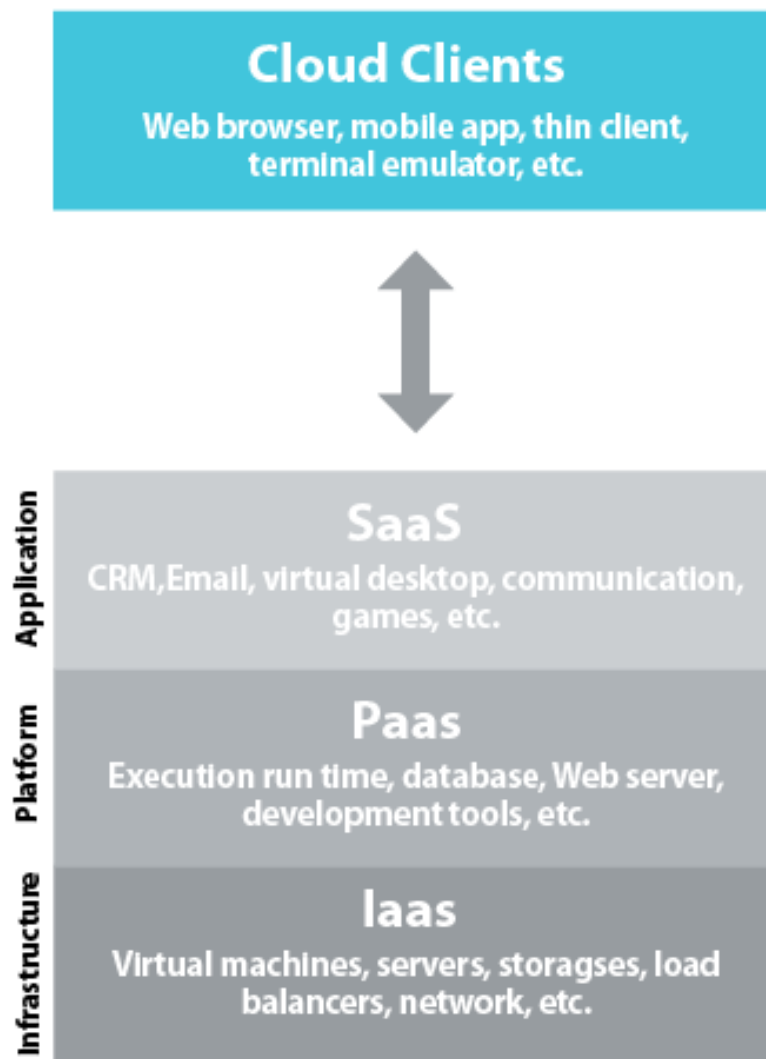 Cloud Clients
Web browser, mobile app, thin client,
terminal emulator, etc.
Application
SaaS
CRM,Email, virtual desktop, communication,
games, etc.
Platform
Paas
Execution run time, database, Web server,
development tools, etc.
Infrastructure
Iaas
Virtual machines, servers, storagses, load
balancers, network, etc.